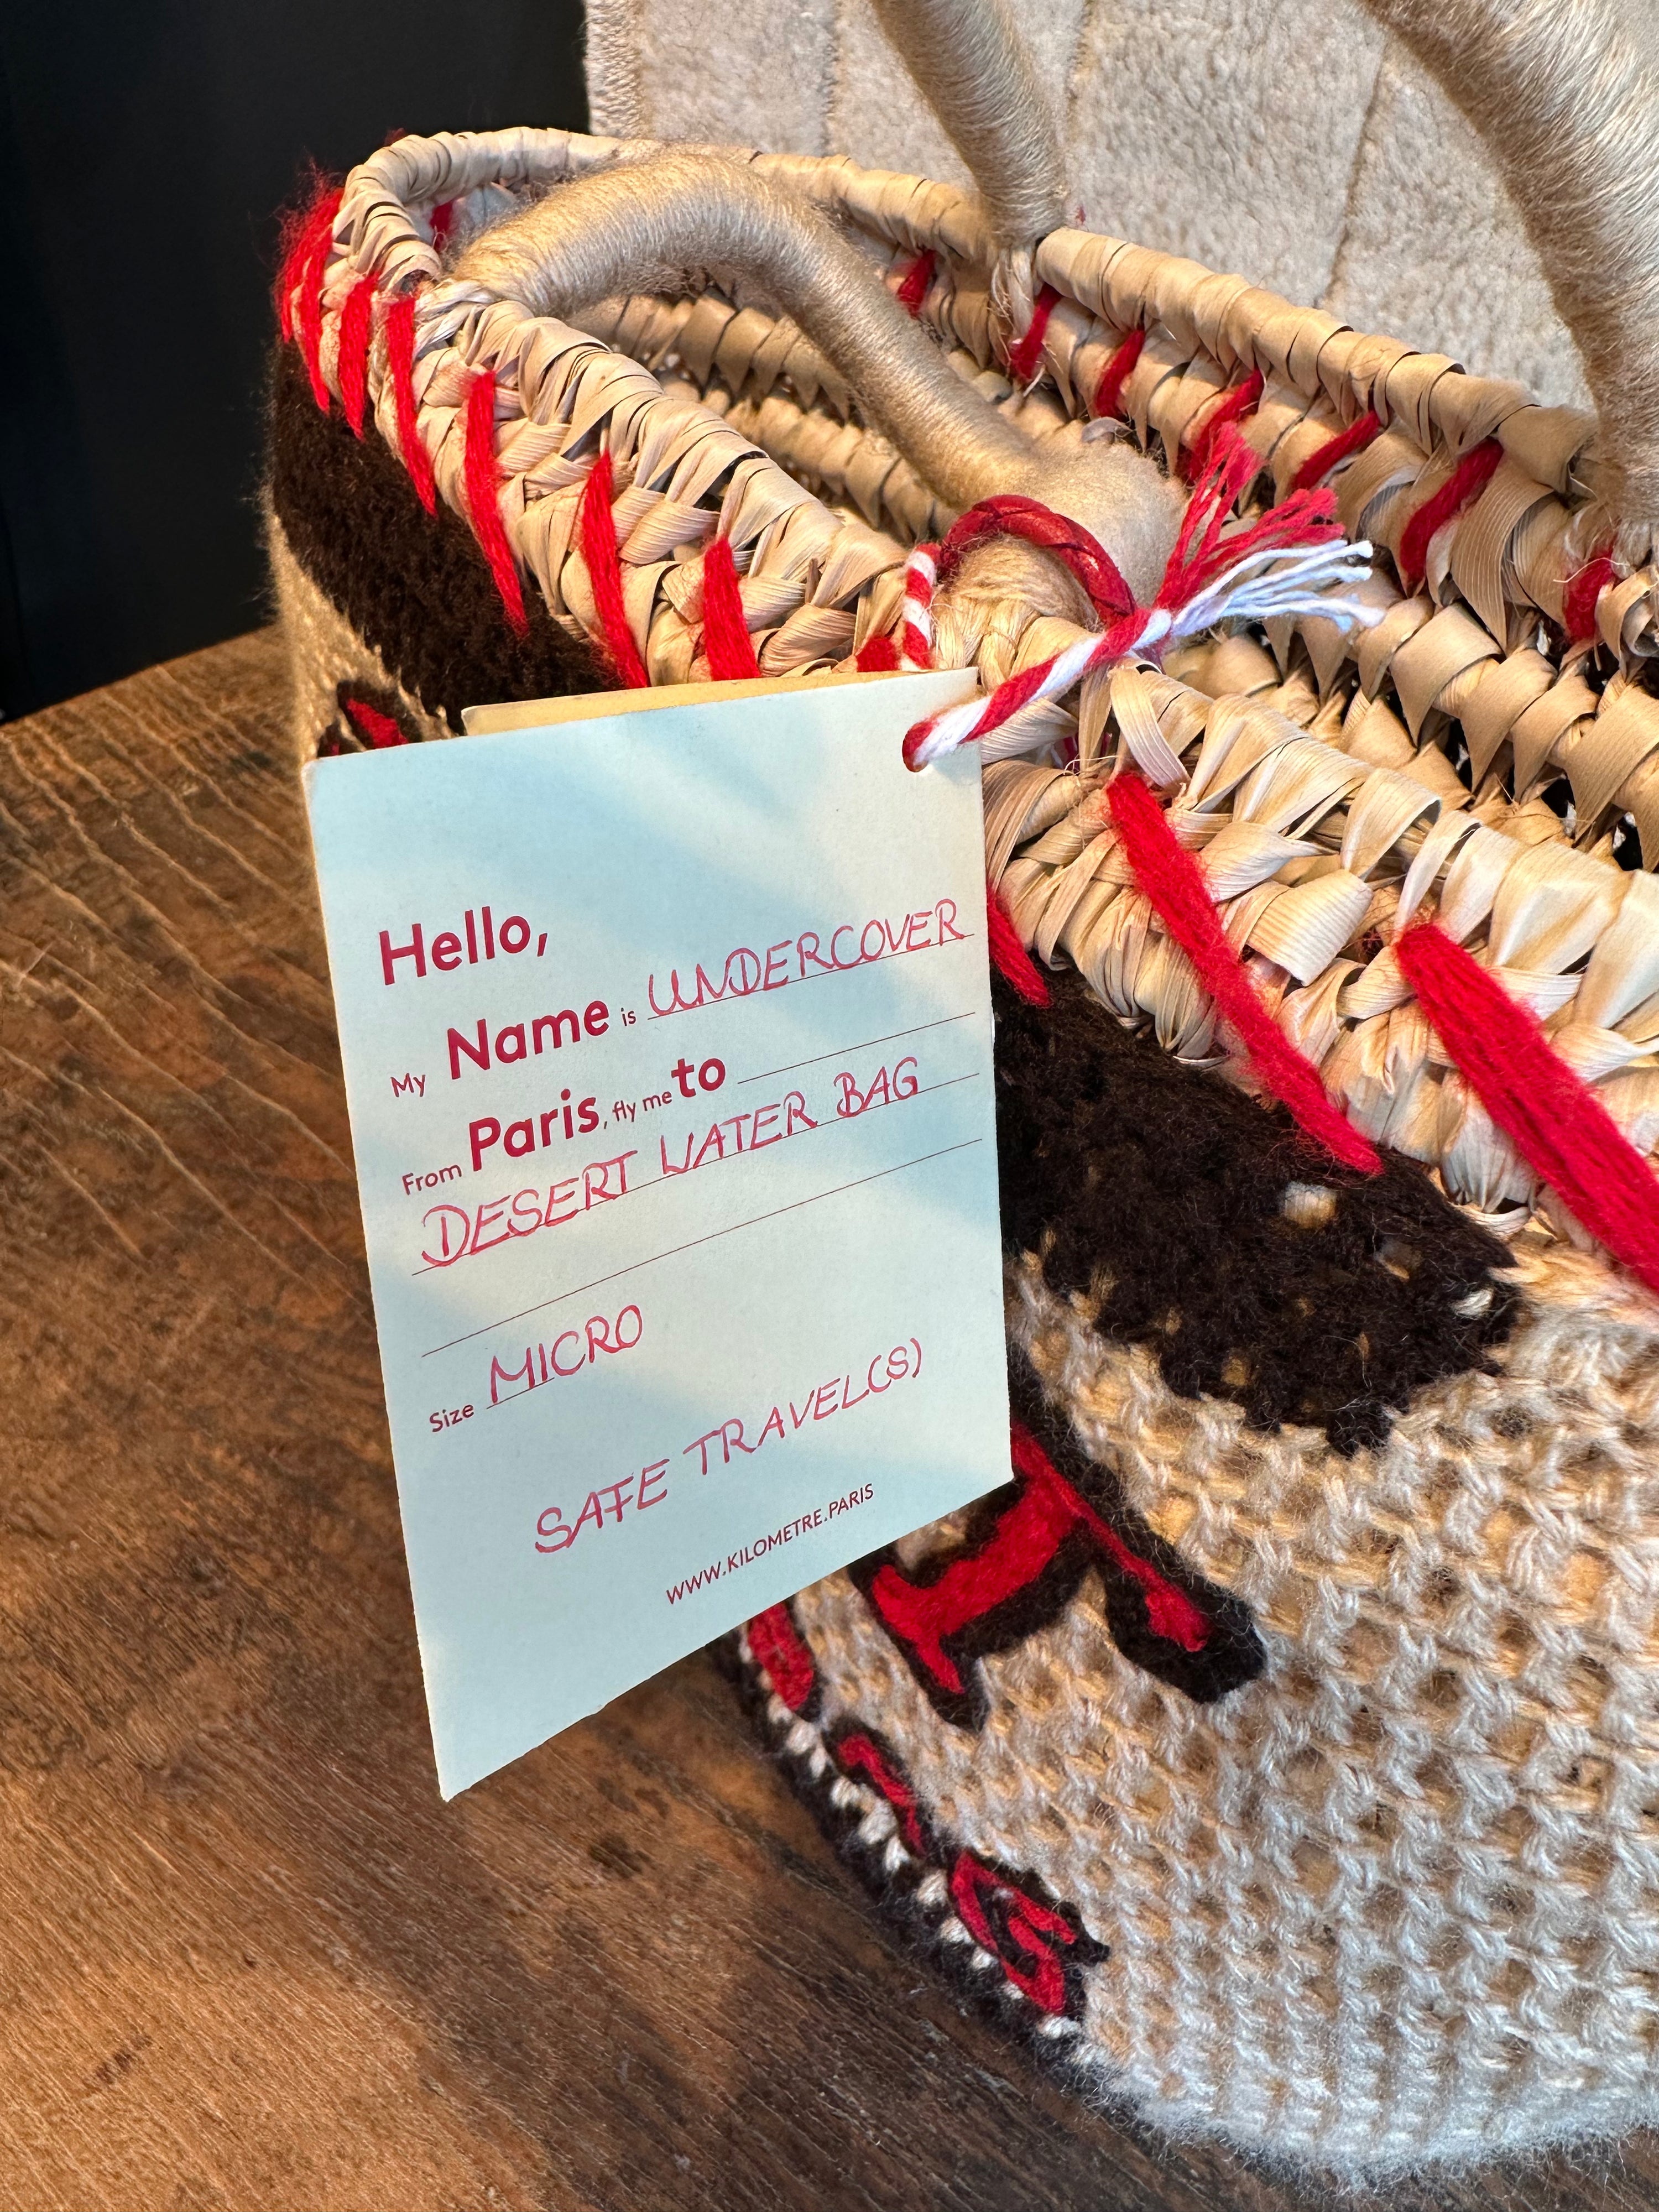 Hello,
My Name is UNDERCOVER
From Paris, fly me to
DESERT WATER BAG
Size MICRO
SAFE TRAVEL(S)
WWW.KILOMETRE.PARIS